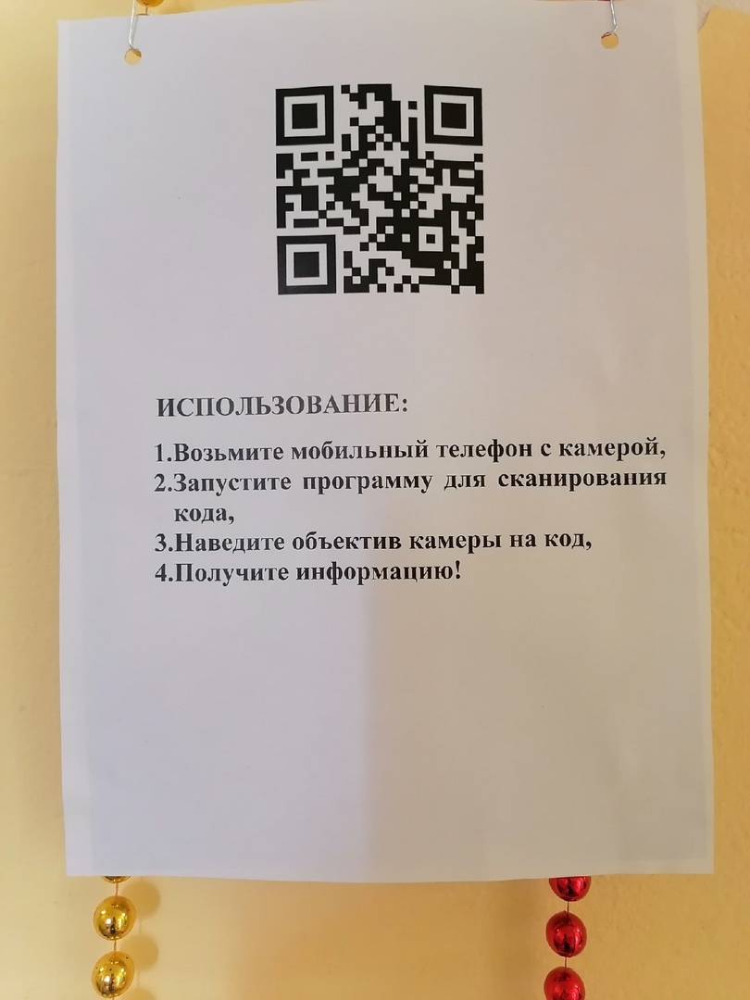 ИСПОЛЬЗОВАНИЕ:
1.Возьмите мобильный телефон с камерой,
2.Запустите программу для сканирования
кода,
3.Наведите объектив камеры на код,
4.Получите информацию!